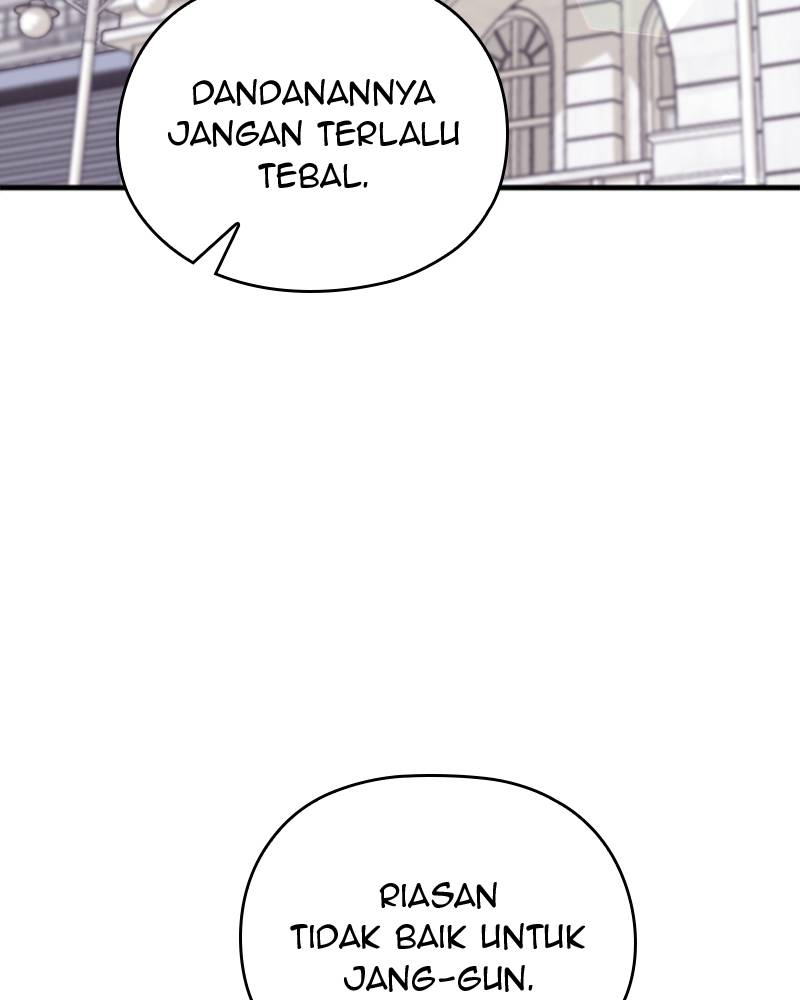 DANDANANNYA
JANGAN TERLALU
TEBAL.
RIASAN
TIDAK BAIK UNTUK
JANG-GUN.